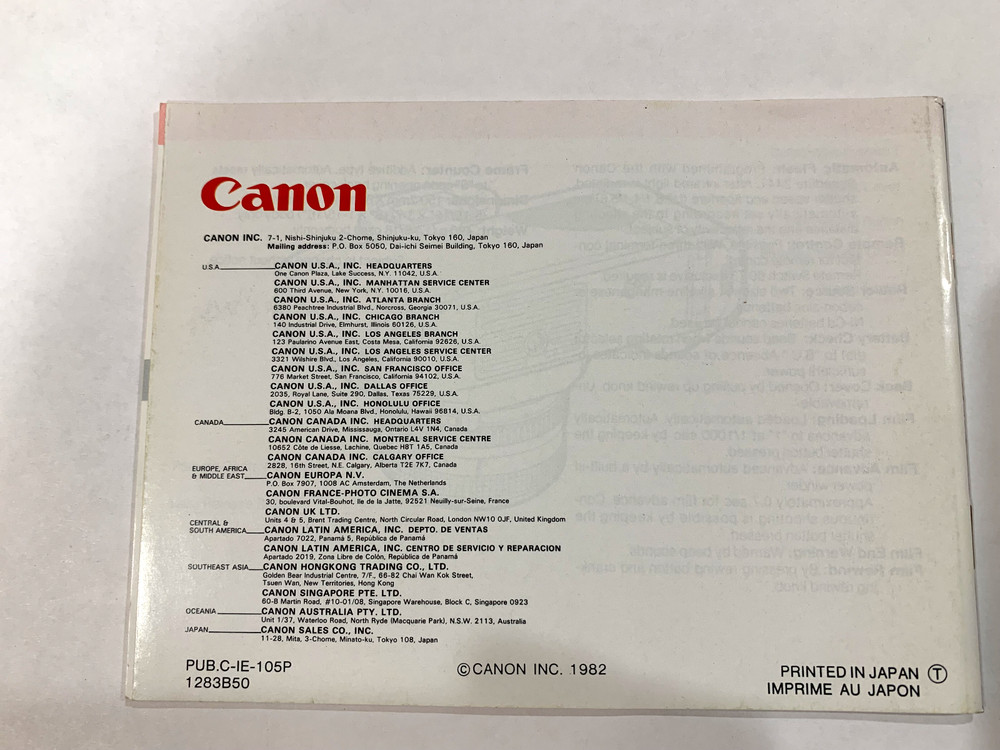 Canon
CANON INC. 7-1, Nishi-Shinjuku 2-Chome, Shinjuku-ku, Tokyo 160, Japan
Mailing address: P.O. Box 5050, Dai-ichi Seimei Building, Tokyo 160, Japan
U.S.A. CANON U.S.A., INC. HEADQUARTERS
One Canon Plaza, Lake Success, N.Y. 11042, U.S.A.
CANON U.S.A., INC. MANHATTAN SERVICE CENTER
600 Third Avenue, New York, N.Y. 10016, U.S.A.
CANON U.S.A., INC. ATLANTA BRANCH
6380 Peachtree Industrial Blvd., Norcross, Georgia 30071, U.S.A.
CANON U.S.A., INC. CHICAGO BRANCH
140 Industrial Drive, Elmhurst, Illinois 60126, U.S.A.
CANON U.S.A., INC. LOS ANGELES BRANCH
123 Paularino Avenue East, Costa Mesa, California 92626, U.S.A.
CANON U.S.A., INC. LOS ANGELES SERVICE CENTER
3321 Wilshire Blvd., Los Angeles, California 90010, U.S.A.
CANON U.S.A., INC. SAN FRANCISCO OFFICE
776 Market Street, San Francisco, California 94102, U.S.A.
CANON U.S.A., INC. DALLAS OFFICE
2035, Royal Lane, Suite 290, Dallas, Texas 75229, U.S.A.
CANON U.S.A., INC. HONOLULU OFFICE
Bldg. B-2, 1050 Ala Moana Blvd., Honolulu, Hawaii 96814, U.S.A.
CANADA CANON CANADA INC. HEADQUARTERS
3245 American Drive, Mississauga, Ontario L4V 1N4, Canada
CANON CANADA INC. MONTREAL SERVICE CENTRE
10652 Côte de Liesse, Lachine, Quebec H8T 1A5, Canada
CANON CANADA INC. CALGARY OFFICE
2828, 16th Street, N.E. Calgary, Alberta T2E 7K7, Canada
EUROPE, AFRICA
& MIDDLE EAST CANON EUROPA N.V.
P.O. Box 7907, 1008 AC Amsterdam, The Netherlands
CANON FRANCE-PHOTO CINEMA S.A.
30, boulevard Vital-Bouhot, Ile de la Jatte, 92521 Neuilly-sur-Seine, France
CANON UK LTD.
Units 4 & 5, Brent Trading Centre, North Circular Road, London NW10 0JF, United Kingdom
CENTRAL &
SOUTH AMERICA CANON LATIN AMERICA, INC. DEPTO. DE VENTAS
Apartado 7022, Panamá 5, República de Panamá
CANON LATIN AMERICA, INC. CENTRO DE SERVICIO Y REPARACION
Apartado 2019, Zona Libre de Colón, República de Panamá
SOUTHEAST ASIA CANON HONGKONG TRADING CO., LTD.
Golden Bear Industrial Centre, 7/F., 66-82 Chai Wan Kok Street,
Tsuen Wan, New Territories, Hong Kong
CANON SINGAPORE PTE. LTD.
60-B Martin Road, #10-01/08, Singapore Warehouse, Block C, Singapore 0923
OCEANIA CANON AUSTRALIA PTY. LTD.
Unit 1/37, Waterloo Road, North Ryde (Macquarie Park), N.S.W. 2113, Australia
JAPAN CANON SALES CO., INC.
11-28, Mita, 3-Chome, Minato-ku, Tokyo 108, Japan
PUB.C-IE-105P
1283B50
© CANON INC. 1982
PRINTED IN JAPAN Ⓣ
IMPRIME AU JAPON